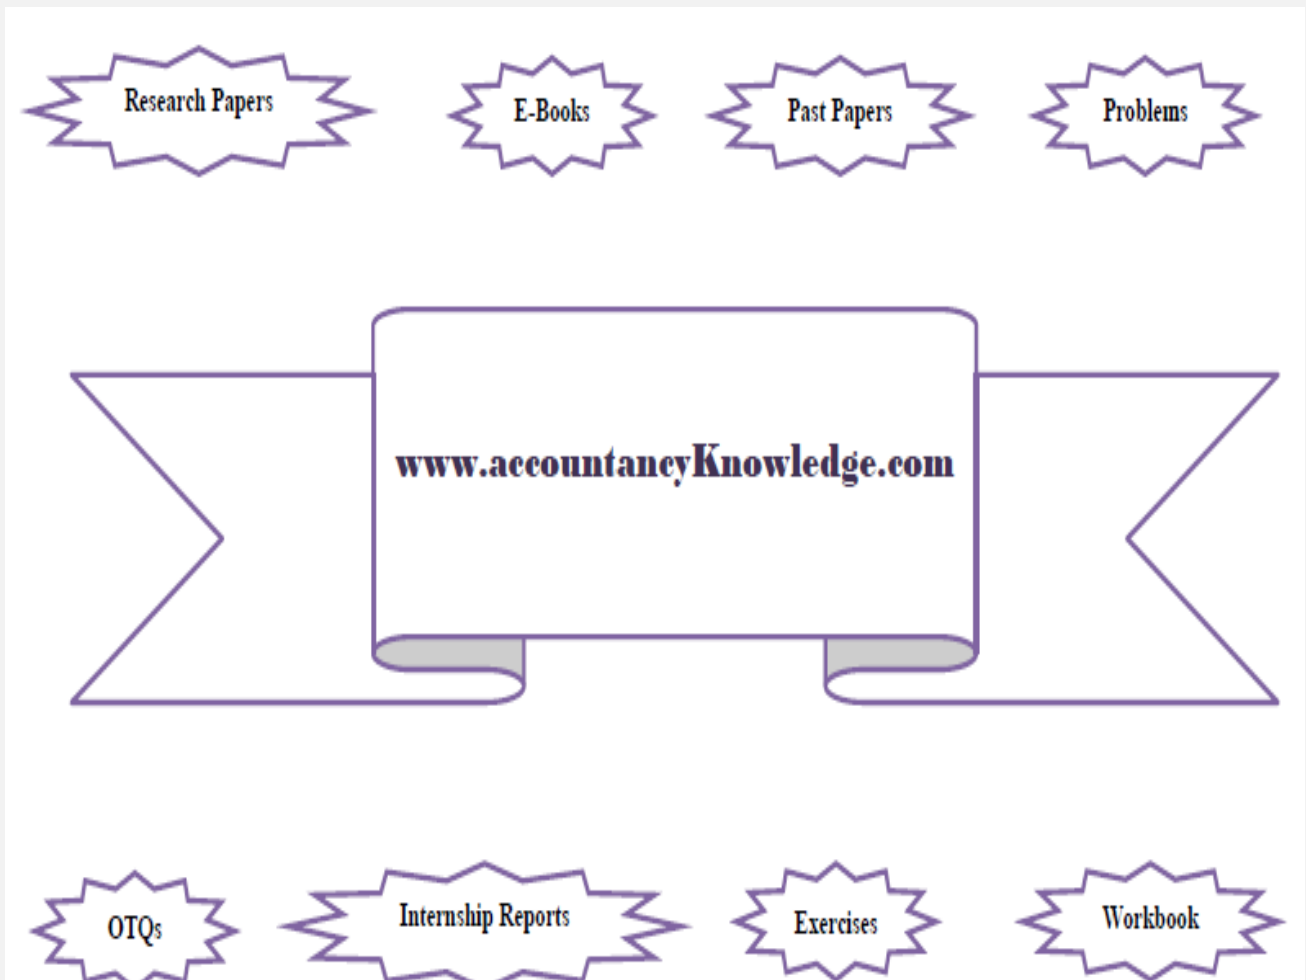 Research Papers
E-Books
Past Papers
Problems
www.accountancyKnowledge.com
OTQs
Internship Reports
Exercises
Workbook